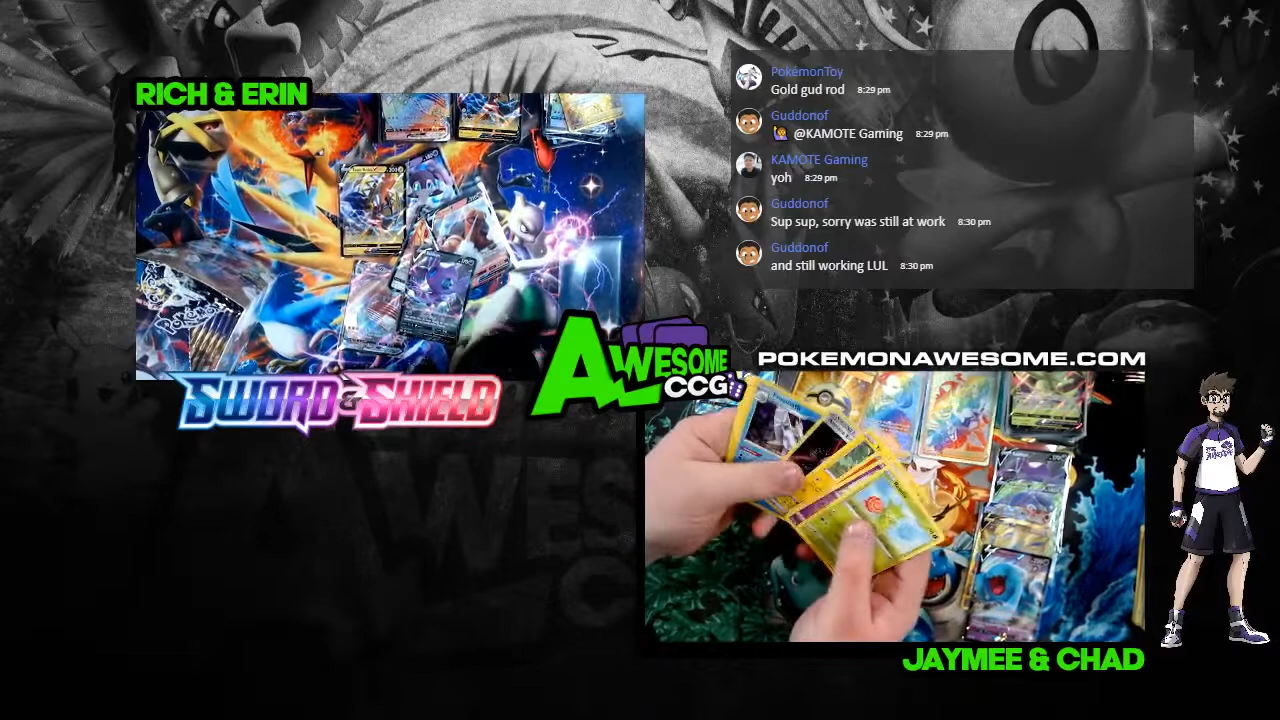 RICH & ERIN
PokémonToy
Gold gud rod 8:29 pm
Guddonof
@KAMOTE Gaming 8:29 pm
KAMOTE Gaming
yoh 8:29 pm
Guddonof
Sup sup, sorry was still at work 8:30 pm
Guddonof
and still working LUL 8:30 pm
Pokémon
SWORD & SHIELD
AWESOME
CCG
POKEMONAWESOME.COM
JAYMEE & CHAD